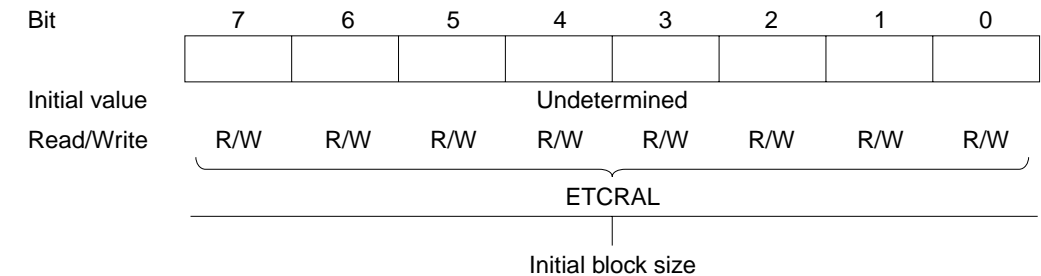 Bit 7 6 5 4 3 2 1 0
Initial value Undetermined
Read/Write R/W R/W R/W R/W R/W R/W R/W R/W
ETCRAL
Initial block size